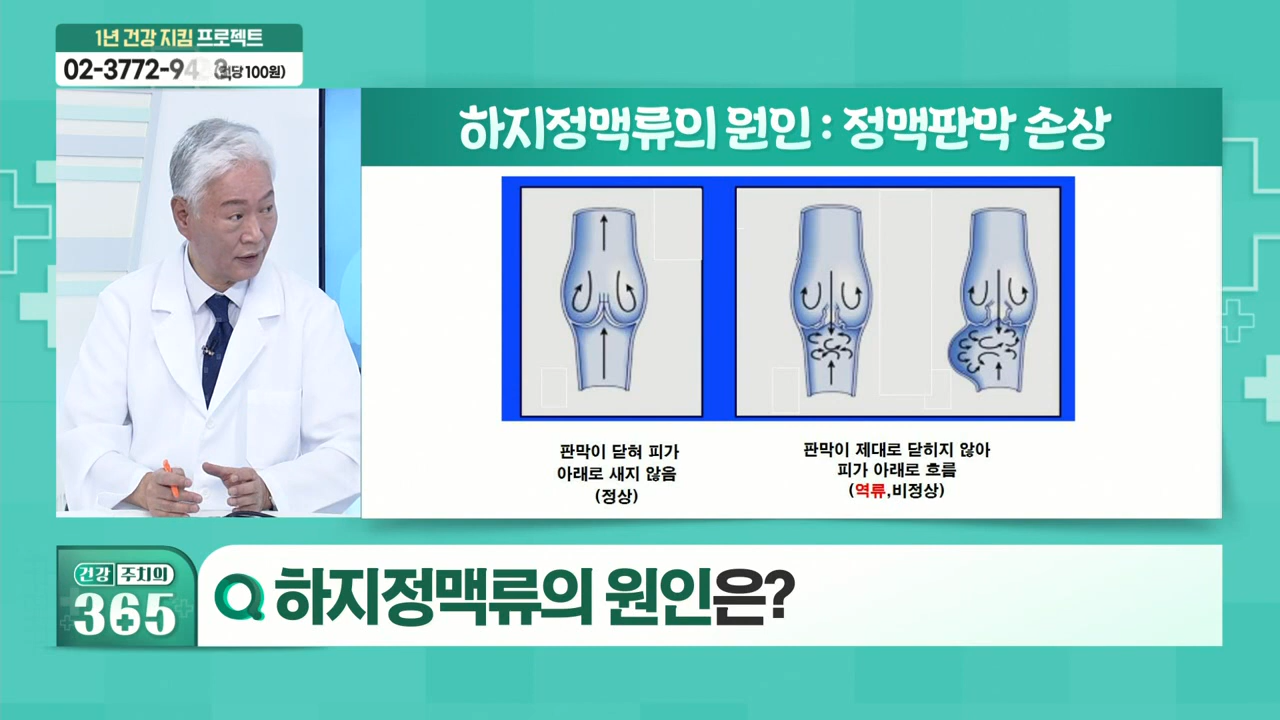 1년 건강 지킴 프로젝트
02-3772-94 (당 100원)
하지정맥류의 원인 : 정맥판막 손상
판막이 닫혀 피가
아래로 새지 않음
(정상)
판막이 제대로 닫히지 않아
피가 아래로 흐름
(역류,비정상)
건강 주치의
365
Q 하지정맥류의 원인은?